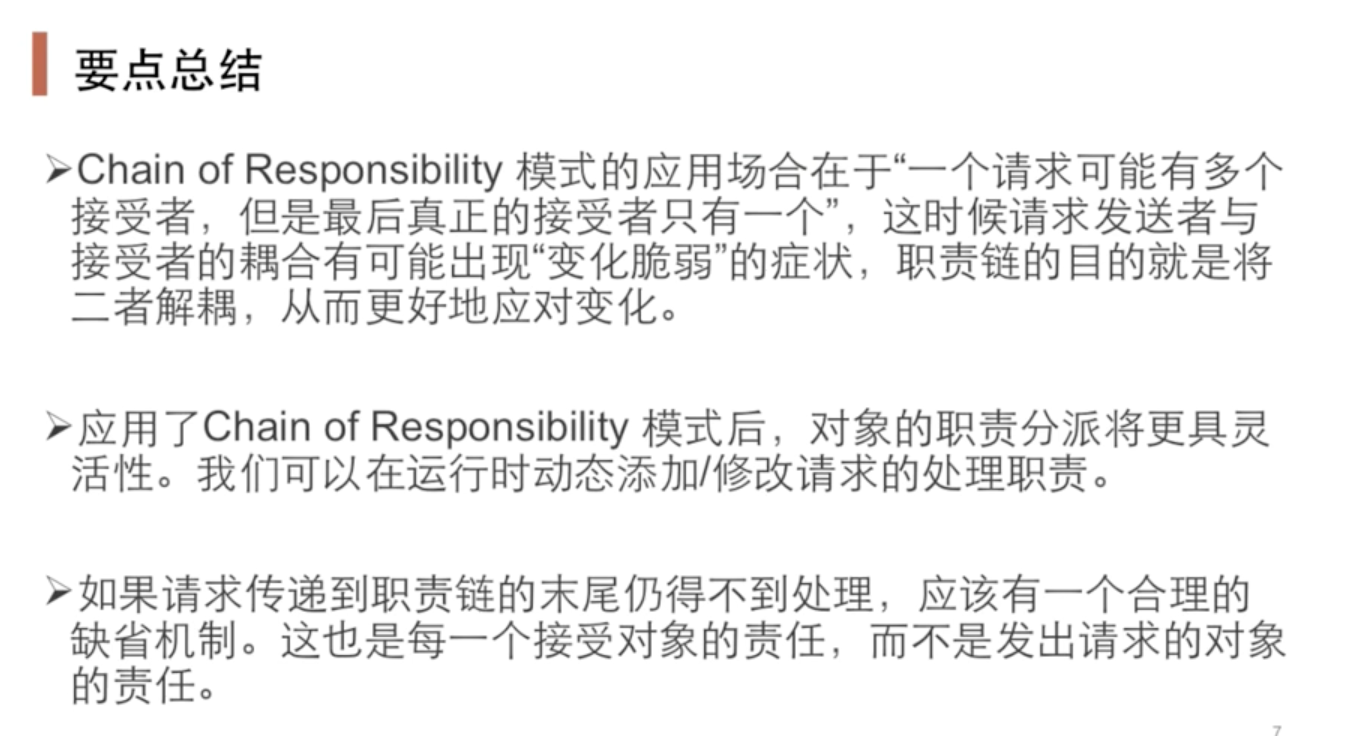 要点总结
➢Chain of Responsibility 模式的应用场合在于“一个请求可能有多个
接受者，但是最后真正的接受者只有一个”，这时候请求发送者与
接受者的耦合有可能出现“变化脆弱”的症状，职责链的目的就是将
二者解耦，从而更好地应对变化。
➢应用了Chain of Responsibility 模式后，对象的职责分派将更具灵
活性。我们可以在运行时动态添加/修改请求的处理职责。
➢如果请求传递到职责链的末尾仍得不到处理，应该有一个合理的
缺省机制。这也是每一个接受对象的责任，而不是发出请求的对象
的责任。
7